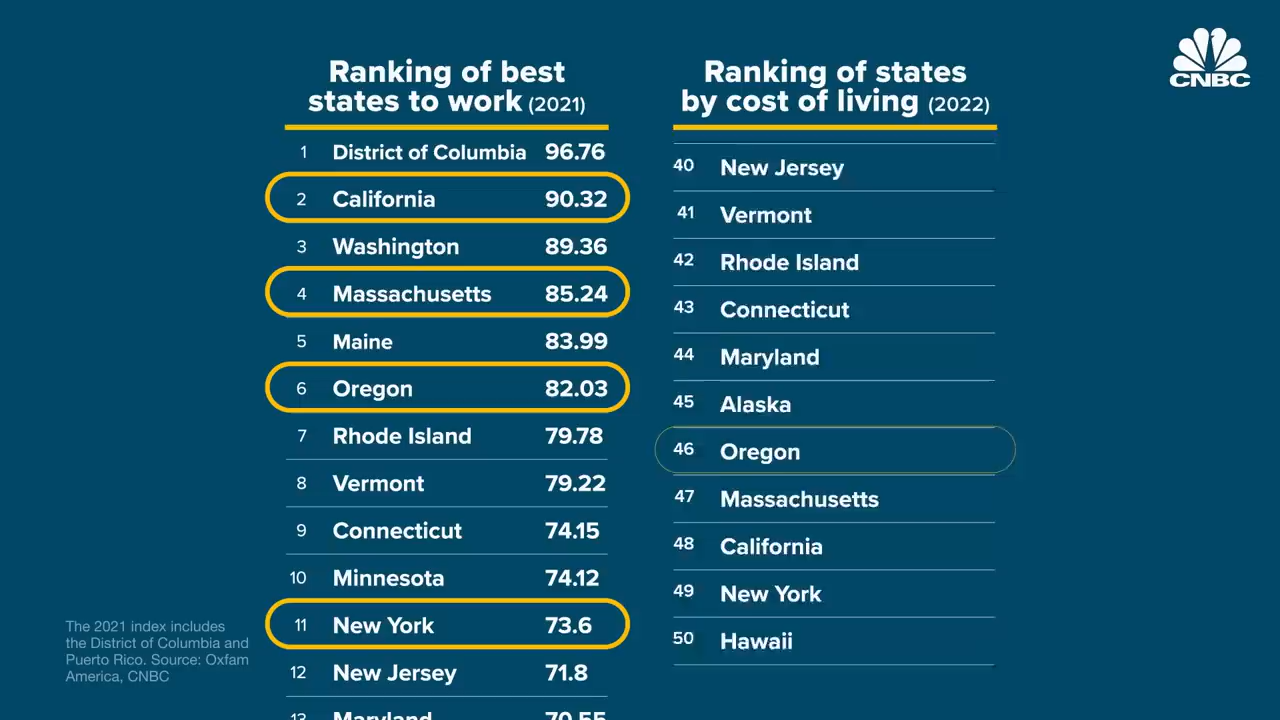 CNBC
Ranking of best
states to work (2021)
1 District of Columbia 96.76
2 California 90.32
3 Washington 89.36
4 Massachusetts 85.24
5 Maine 83.99
6 Oregon 82.03
7 Rhode Island 79.78
8 Vermont 79.22
9 Connecticut 74.15
10 Minnesota 74.12
11 New York 73.6
12 New Jersey 71.8
13 Maryland 70.55
Ranking of states
by cost of living (2022)
40 New Jersey
41 Vermont
42 Rhode Island
43 Connecticut
44 Maryland
45 Alaska
46 Oregon
47 Massachusetts
48 California
49 New York
50 Hawaii
The 2021 index includes
the District of Columbia and
Puerto Rico. Source: Oxfam
America, CNBC